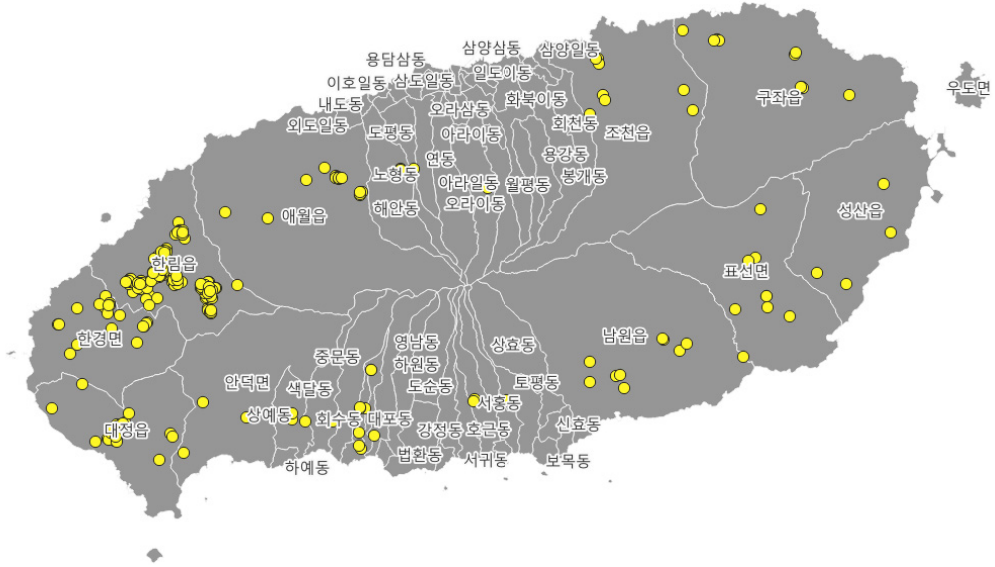 삼양삼동
삼양일동
용담삼동
이호일동
삼도일동
일도이동
구좌읍
우도면
내도동
오라삼동
화북이동
외도일동
도평동
아라이동
회천동
조천읍
연동
용강동
노형동
아라일동
월평동
봉개동
해안동
오라이동
애월읍
성산읍
한림읍
표선면
한경면
중문동
영남동
상효동
남원읍
하원동
안덕면
색달동
도순동
토평동
상예동
회수동
대포동
서홍동
대정읍
강정동
호근동
신효동
하예동
법환동
서귀동
보목동